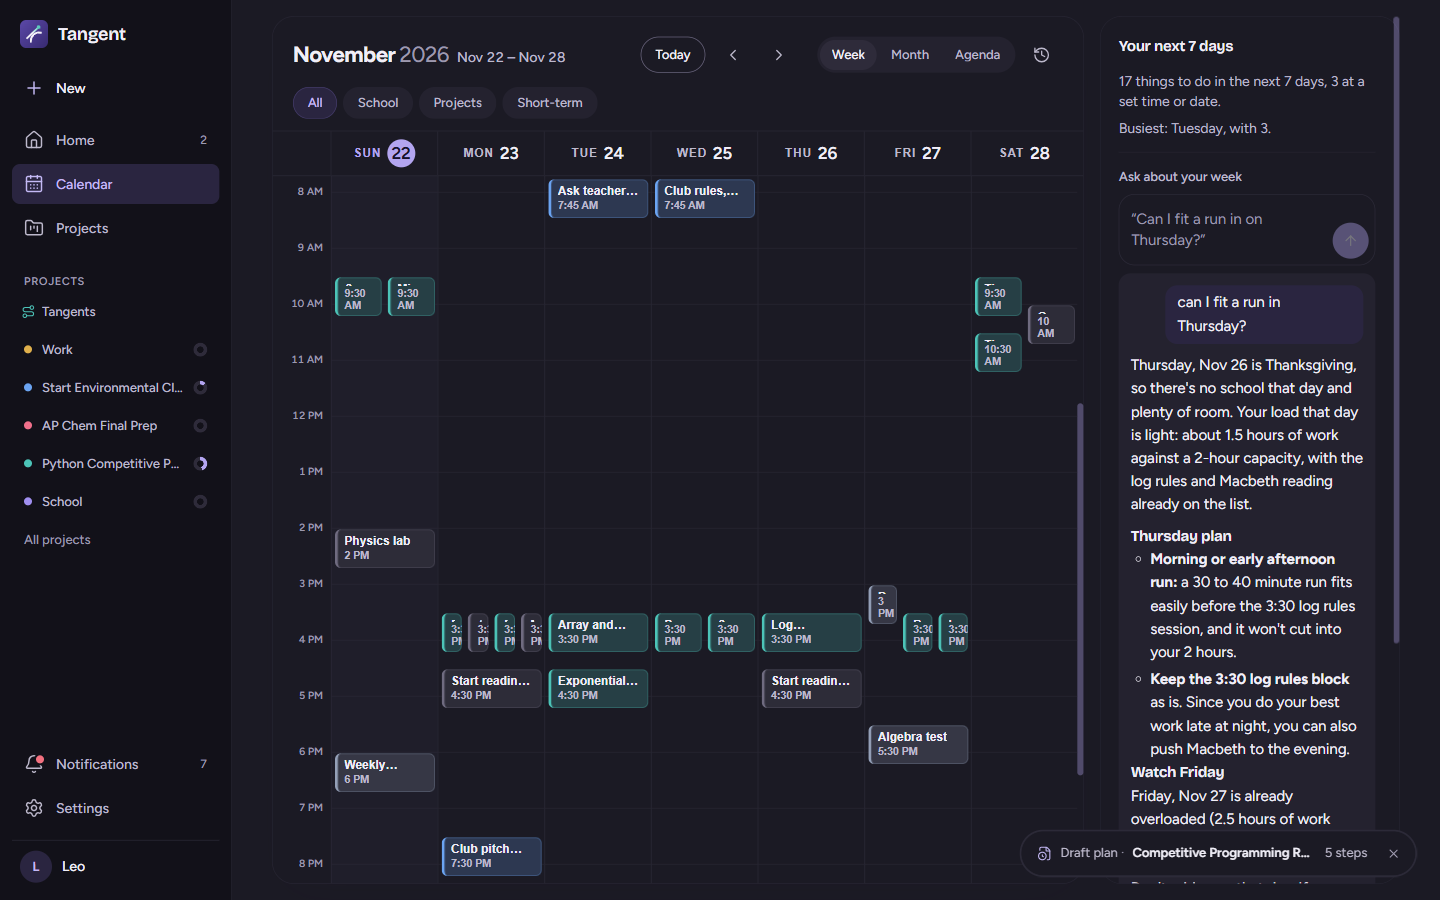 Tangent
New
Home 2
Calendar
Projects
PROJECTS
Tangents
Work
Start Environmental Cl...
AP Chem Final Prep
Python Competitive P...
School
All projects
Notifications 7
Settings
L Leo
November 2026 Nov 22 – Nov 28
Today
Week Month Agenda
All School Projects Short-term
SUN 22 MON 23 TUE 24 WED 25 THU 26 FRI 27 SAT 28
8 AM
Ask teacher...
7:45 AM
Club rules,...
7:45 AM
9 AM
9:30 AM
9:30 AM
9:30 AM
10 AM
10 AM
10:30 AM
11 AM
12 PM
1 PM
2 PM
Physics lab
2 PM
3 PM
3 PM
4 PM
Array and...
3:30 PM
3:30 PM
3:30 PM
Log...
3:30 PM
3:30 PM
3:30 PM
Start readin...
4:30 PM
Exponential...
4:30 PM
Start readin...
4:30 PM
5 PM
Algebra test
5:30 PM
6 PM
Weekly...
6 PM
7 PM
Club pitch...
7:30 PM
8 PM
Your next 7 days
17 things to do in the next 7 days, 3 at a
set time or date.
Busiest: Tuesday, with 3.
Ask about your week
“Can I fit a run in on
Thursday?”
can I fit a run in
Thursday?
Thursday, Nov 26 is Thanksgiving,
so there's no school that day and
plenty of room. Your load that day
is light: about 1.5 hours of work
against a 2-hour capacity, with the
log rules and Macbeth reading
already on the list.
Thursday plan
Morning or early afternoon
run: a 30 to 40 minute run fits
easily before the 3:30 log rules
session, and it won't cut into
your 2 hours.
Keep the 3:30 log rules block
as is. Since you do your best
work late at night, you can also
push Macbeth to the evening.
Watch Friday
Friday, Nov 27 is already
overloaded (2.5 hours of work
Draft plan · Competitive Programming R... 5 steps